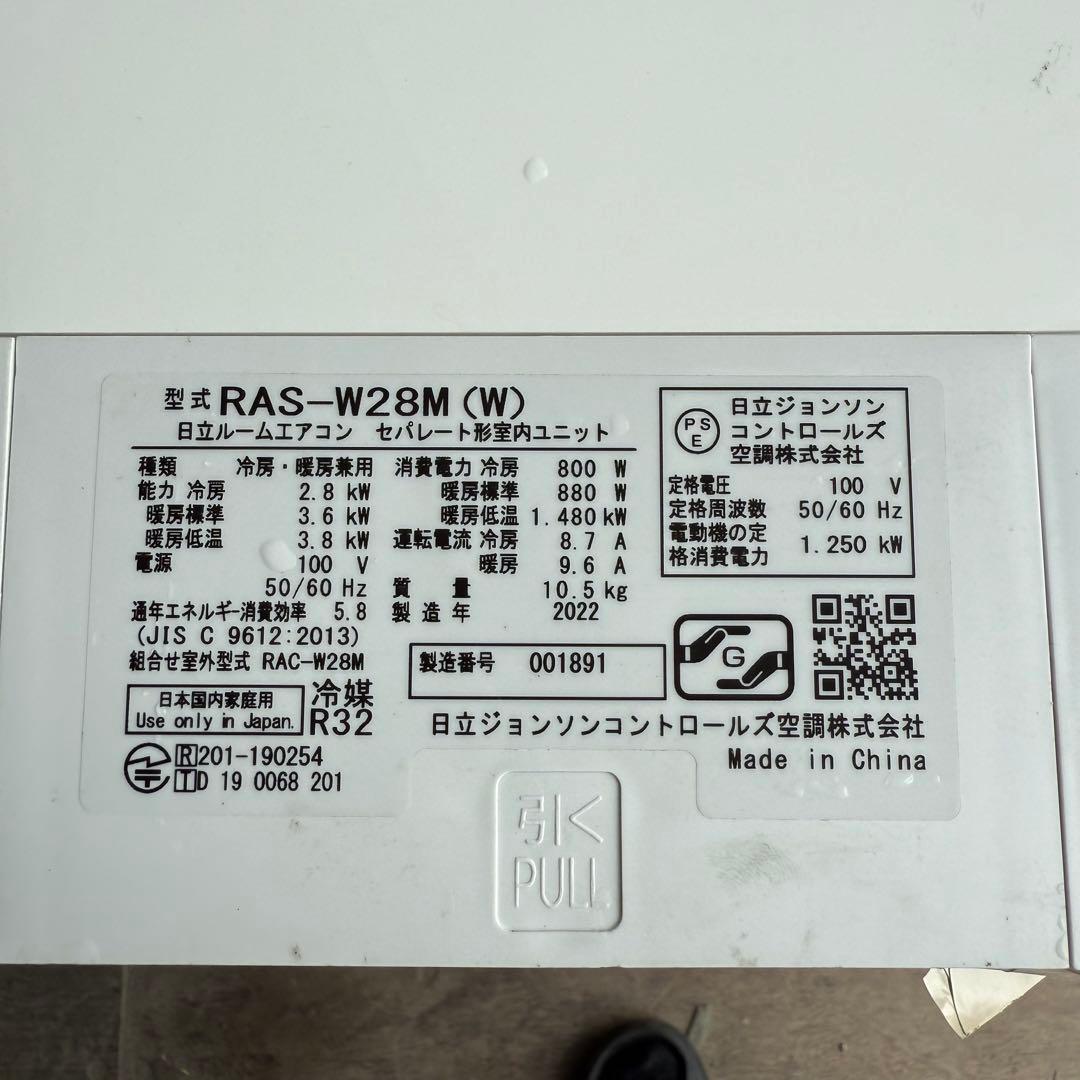 型式 RAS-W28M(W)
日立ルームエアコン セパレート形室内ユニット
種類 冷房・暖房兼用
能力 冷房 2.8 kW
暖房標準 3.6 kW
暖房低温 3.8 kW
電源 100 V
50/60 Hz
通年エネルギー消費効率 5.8
(JIS C 9612:2013)
組合せ室外型式 RAC-W28M
消費電力 冷房 800 W
暖房標準 880 W
暖房低温 1.480 kW
運転電流 冷房 8.7 A
暖房 9.6 A
質量 10.5 kg
製造年 2022
製造番号 001891
PSE
日立ジョンソン
コントロールズ
空調株式会社
定格電圧 100 V
定格周波数 50/60 Hz
電動機の定
格消費電力 1.250 kW
G
日本国内家庭用
Use only in Japan.
冷媒
R32
日立ジョンソンコントロールズ空調株式会社
Made in China
R 201-190254
T D 19 0068 201
引く
PULL